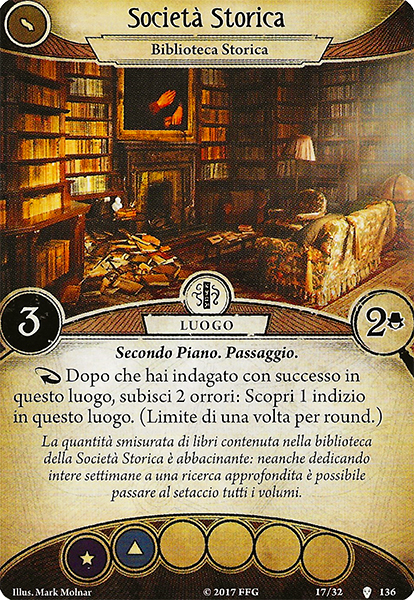 Società Storica
Biblioteca Storica
3
2
LUOGO
Secondo Piano. Passaggio.
Dopo che hai indagato con successo in
questo luogo, subisci 2 orrori: Scopri 1 indizio
in questo luogo. (Limite di una volta per round.)
La quantità smisurata di libri contenuta nella biblioteca
della Società Storica è abbacinante: neanche dedicando
intere settimane a una ricerca approfondita è possibile
passare al setaccio tutti i volumi.
Illus. Mark Molnar © 2017 FFG 17/32 136